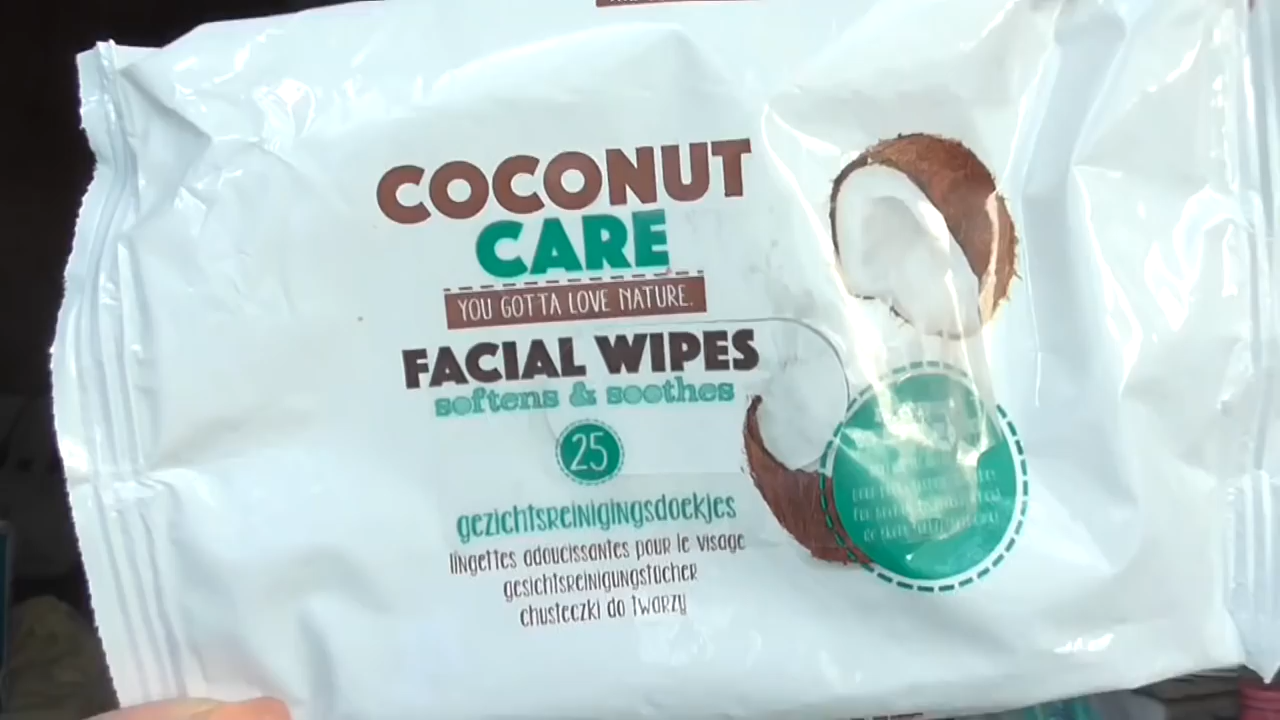 COCONUT
CARE
YOU GOTTA LOVE NATURE.
FACIAL WIPES
softens & soothes
25
gezichtsreinigingsdoekjes
lingettes adoucissantes pour le visage
gesichtsreinigungstücher
chusteczki do twarzy